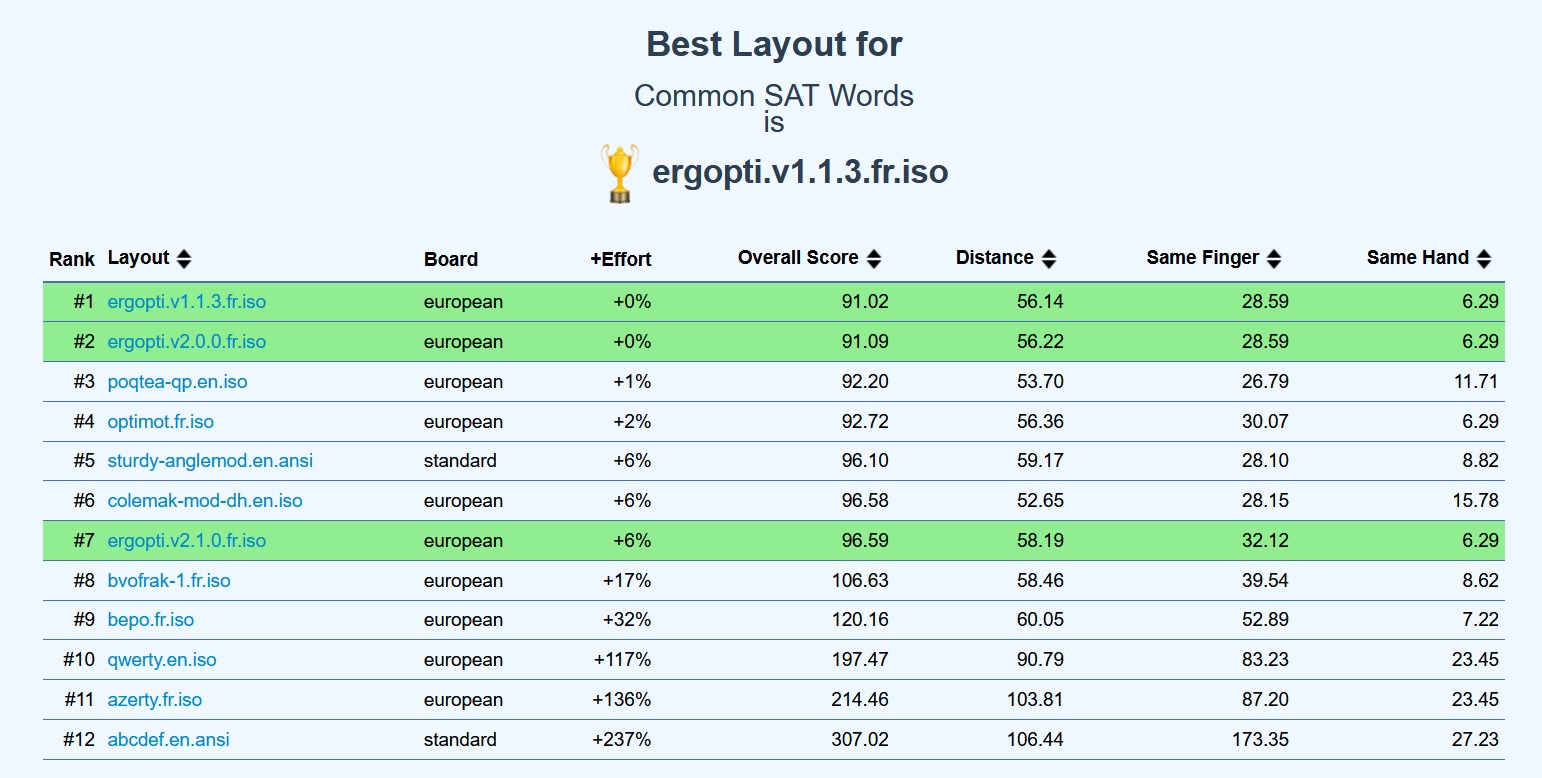 Best Layout for
Common SAT Words
is
ergopti.v1.1.3.fr.iso
Rank Layout Board +Effort Overall Score Distance Same Finger Same Hand
#1 ergopti.v1.1.3.fr.iso european +0% 91.02 56.14 28.59 6.29
#2 ergopti.v2.0.0.fr.iso european +0% 91.09 56.22 28.59 6.29
#3 poqtea-qp.en.iso european +1% 92.20 53.70 26.79 11.71
#4 optimot.fr.iso european +2% 92.72 56.36 30.07 6.29
#5 sturdy-anglemod.en.ansi standard +6% 96.10 59.17 28.10 8.82
#6 colemak-mod-dh.en.iso european +6% 96.58 52.65 28.15 15.78
#7 ergopti.v2.1.0.fr.iso european +6% 96.59 58.19 32.12 6.29
#8 bvofrak-1.fr.iso european +17% 106.63 58.46 39.54 8.62
#9 bepo.fr.iso european +32% 120.16 60.05 52.89 7.22
#10 qwerty.en.iso european +117% 197.47 90.79 83.23 23.45
#11 azerty.fr.iso european +136% 214.46 103.81 87.20 23.45
#12 abcdef.en.ansi standard +237% 307.02 106.44 173.35 27.23